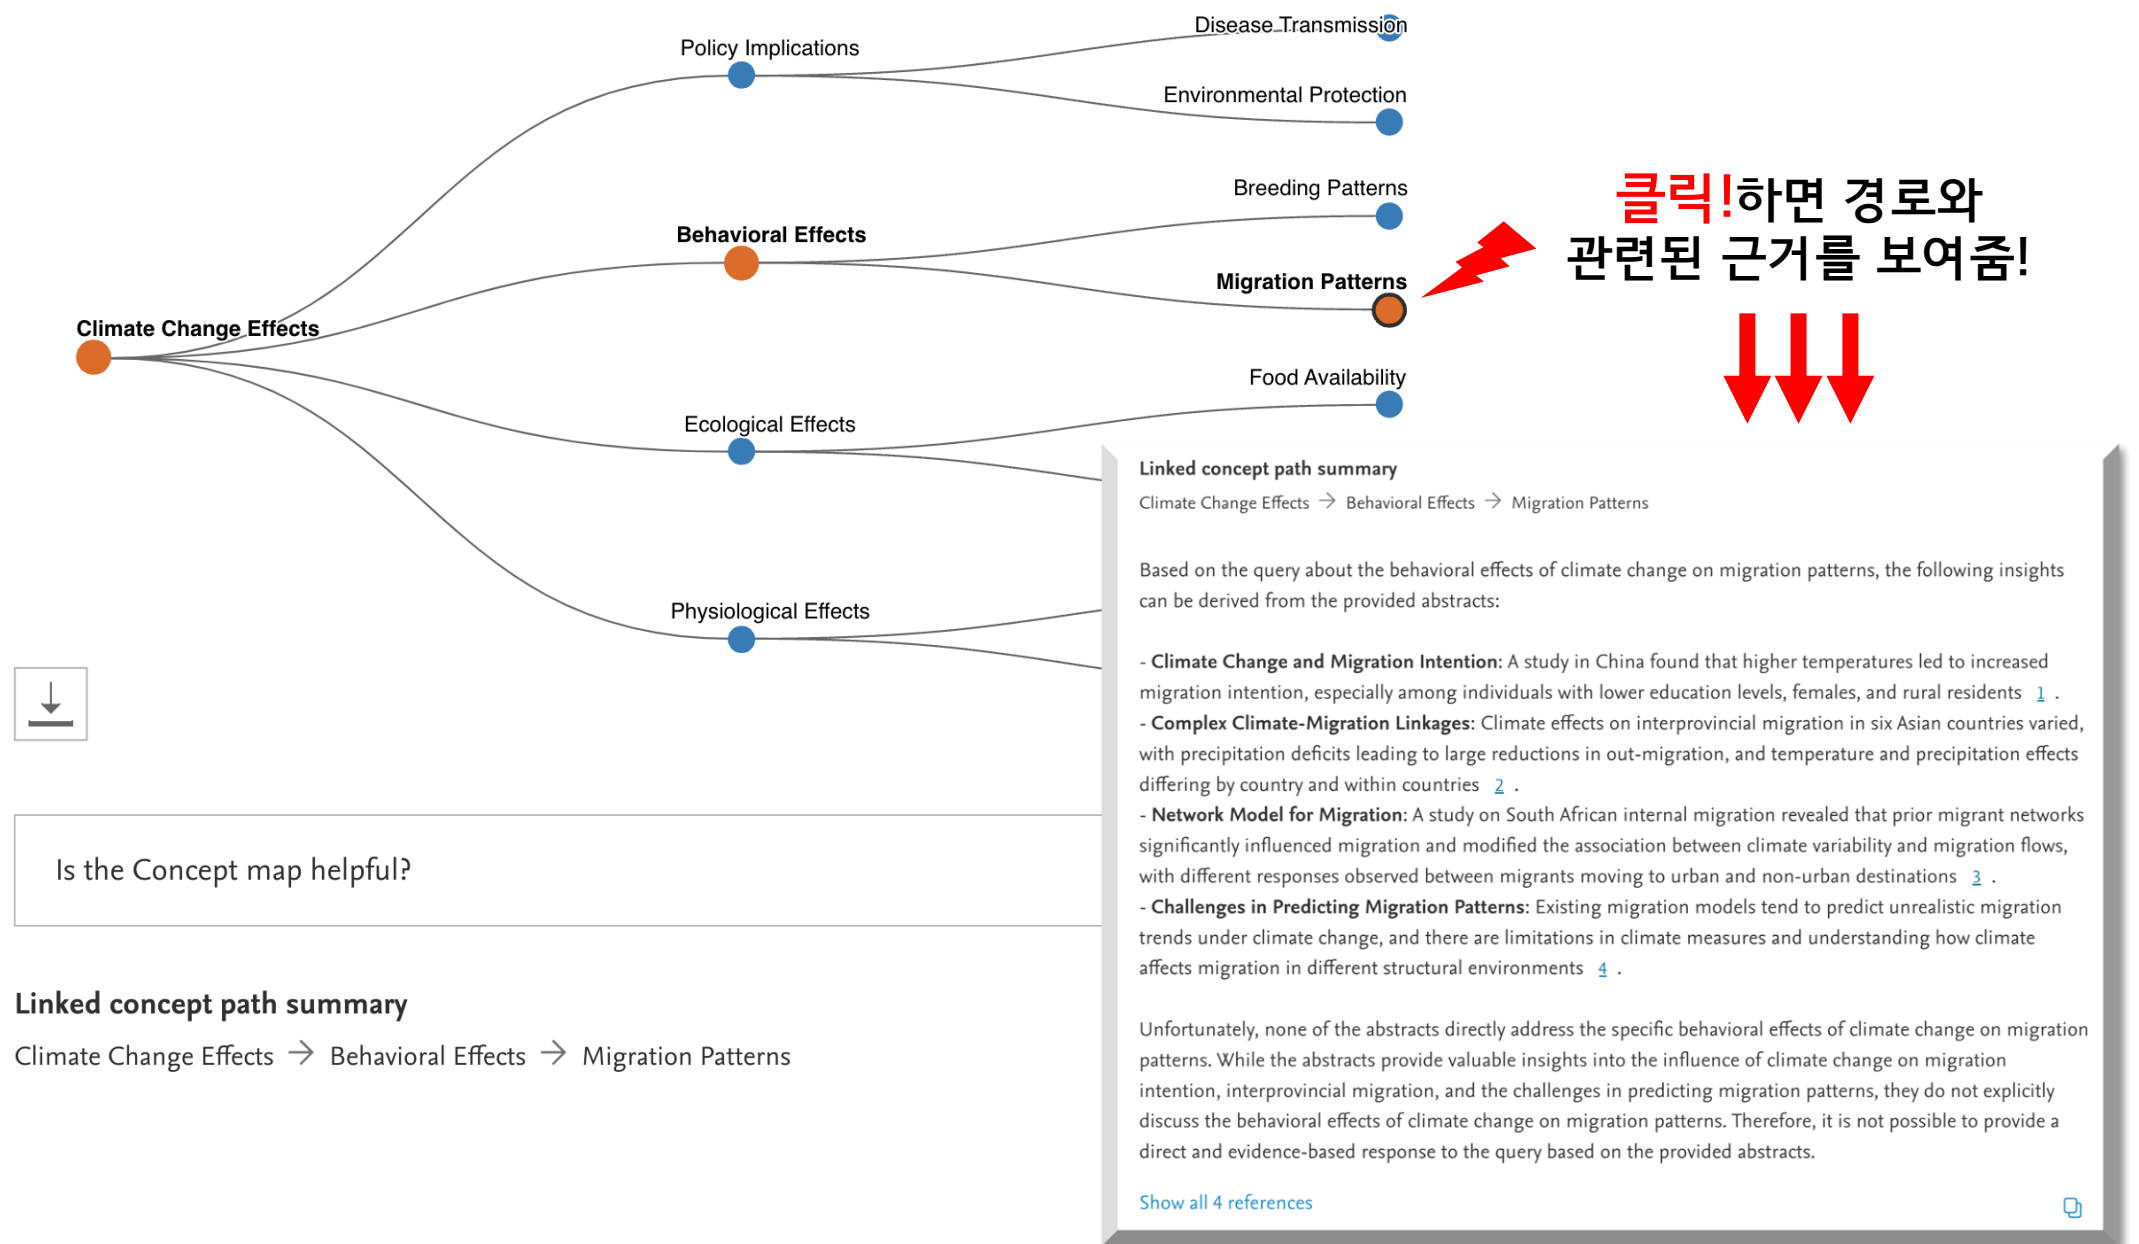 Disease Transmission
Policy Implications
Environmental Protection
Breeding Patterns
Behavioral Effects
Migration Patterns
Climate Change Effects
Food Availability
Ecological Effects
Physiological Effects
클릭!하면 경로와
관련된 근거를 보여줌!
Is the Concept map helpful?
Linked concept path summary
Climate Change Effects → Behavioral Effects → Migration Patterns
Linked concept path summary
Climate Change Effects → Behavioral Effects → Migration Patterns
Based on the query about the behavioral effects of climate change on migration patterns, the following insights
can be derived from the provided abstracts:
- Climate Change and Migration Intention: A study in China found that higher temperatures led to increased
migration intention, especially among individuals with lower education levels, females, and rural residents 1 .
- Complex Climate-Migration Linkages: Climate effects on interprovincial migration in six Asian countries varied,
with precipitation deficits leading to large reductions in out-migration, and temperature and precipitation effects
differing by country and within countries 2 .
- Network Model for Migration: A study on South African internal migration revealed that prior migrant networks
significantly influenced migration and modified the association between climate variability and migration flows,
with different responses observed between migrants moving to urban and non-urban destinations 3 .
- Challenges in Predicting Migration Patterns: Existing migration models tend to predict unrealistic migration
trends under climate change, and there are limitations in climate measures and understanding how climate
affects migration in different structural environments 4 .
Unfortunately, none of the abstracts directly address the specific behavioral effects of climate change on migration
patterns. While the abstracts provide valuable insights into the influence of climate change on migration
intention, interprovincial migration, and the challenges in predicting migration patterns, they do not explicitly
discuss the behavioral effects of climate change on migration patterns. Therefore, it is not possible to provide a
direct and evidence-based response to the query based on the provided abstracts.
Show all 4 references